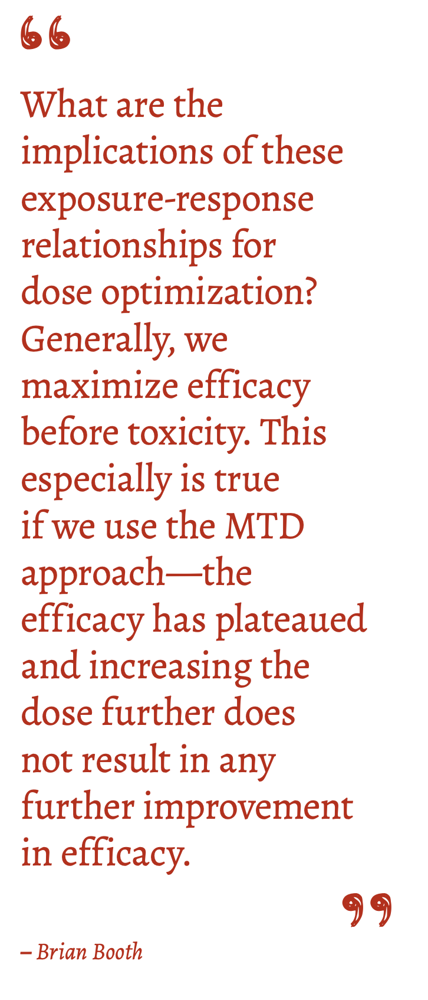 “
What are the
implications of these
exposure-response
relationships for
dose optimization?
Generally, we
maximize efficacy
before toxicity. This
especially is true
if we use the MTD
approach—the
efficacy has plateaued
and increasing the
dose further does
not result in any
further improvement
in efficacy.
”
– Brian Booth